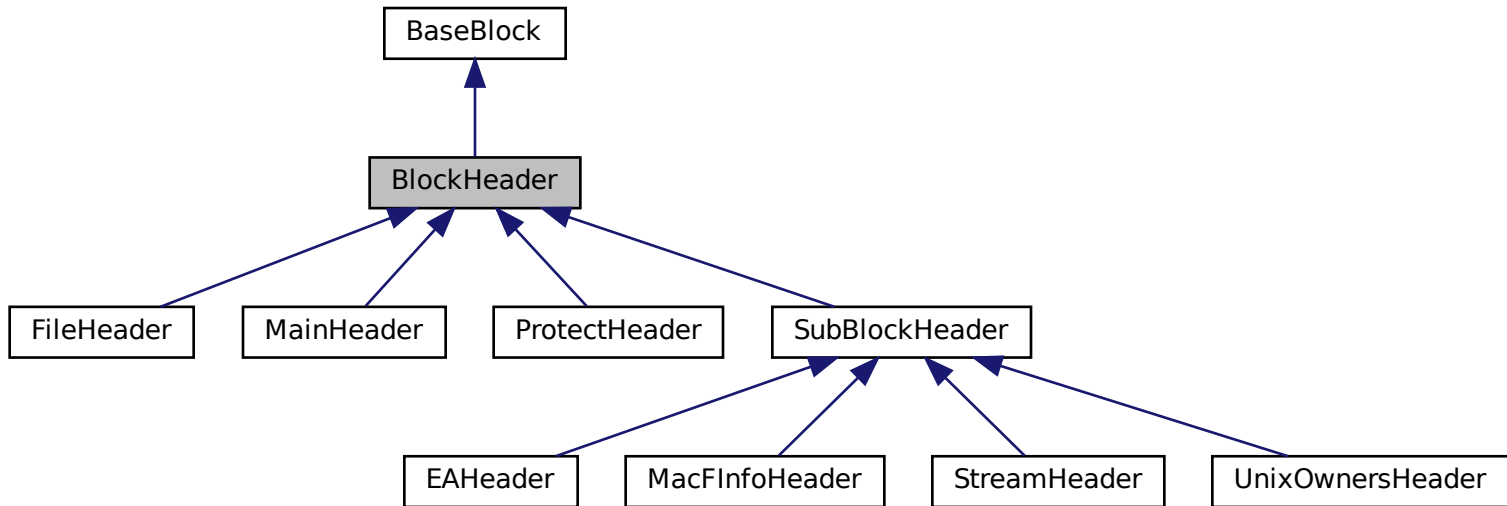 BaseBlock
BlockHeader
FileHeader
MainHeader
ProtectHeader
SubBlockHeader
EAHeader
MacFInfoHeader
StreamHeader
UnixOwnersHeader